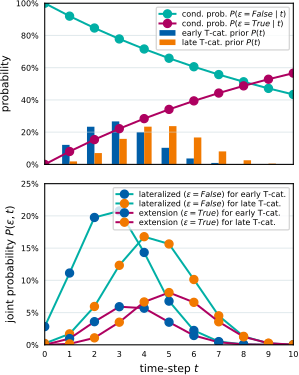 100%
80%
60%
40%
20%
0%
probability
cond. prob. P(ε = False | t)
cond. prob. P(ε = True | t)
early T-cat. prior P(t)
late T-cat. prior P(t)
25%
20%
15%
10%
5%
0%
joint probability P(ε, t)
lateralized (ε = False) for early T-cat.
lateralized (ε = False) for late T-cat.
extension (ε = True) for early T-cat.
extension (ε = True) for late T-cat.
0 1 2 3 4 5 6 7 8 9 10
time-step t